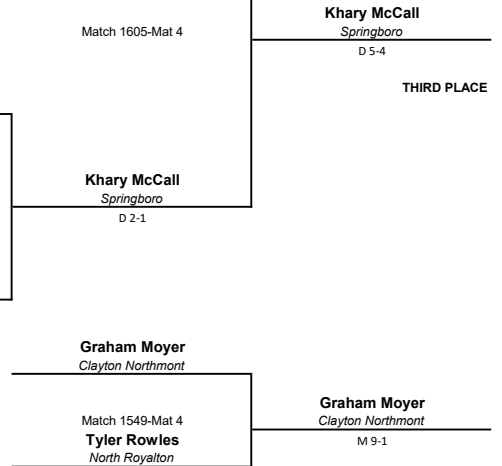 Khary McCall
Match 1605-Mat 4
Springboro
D 5-4
THIRD PLACE
Khary McCall
Springboro
D 2-1
Graham Moyer
Clayton Northmont
Graham Moyer
Match 1549-Mat 4
Clayton Northmont
Tyler Rowles
M 9-1
North Royalton